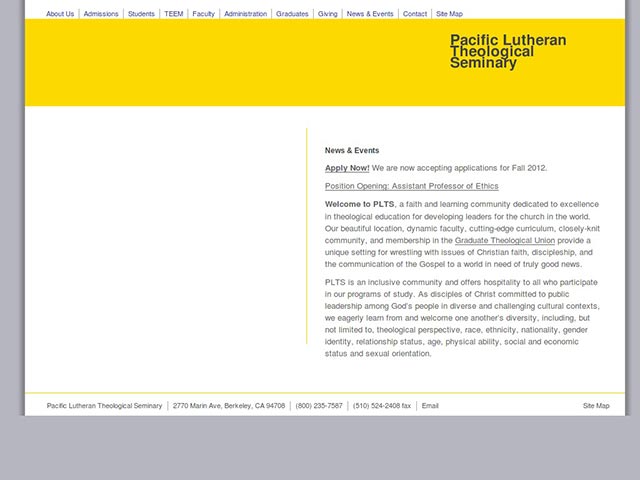 About Us Admissions Students TEEM Faculty Administration Graduates Giving News & Events Contact Site Map
Pacific Lutheran
Theological
Seminary
News & Events
Apply Now! We are now accepting applications for Fall 2012.
Position Opening: Assistant Professor of Ethics
Welcome to PLTS, a faith and learning community dedicated to excellence
in theological education for developing leaders for the church in the world.
Our beautiful location, dynamic faculty, cutting-edge curriculum, closely-knit
community, and membership in the Graduate Theological Union provide a
unique setting for wrestling with issues of Christian faith, discipleship, and
the communication of the Gospel to a world in need of truly good news.
PLTS is an inclusive community and offers hospitality to all who participate
in our programs of study. As disciples of Christ committed to public
leadership among God's people in diverse and challenging cultural contexts,
we eagerly learn from and welcome one another's diversity, including, but
not limited to, theological perspective, race, ethnicity, nationality, gender
identity, relationship status, age, physical ability, social and economic
status and sexual orientation.
Pacific Lutheran Theological Seminary 2770 Marin Ave, Berkeley, CA 94708 (800) 235-7587 (510) 524-2408 fax Email Site Map